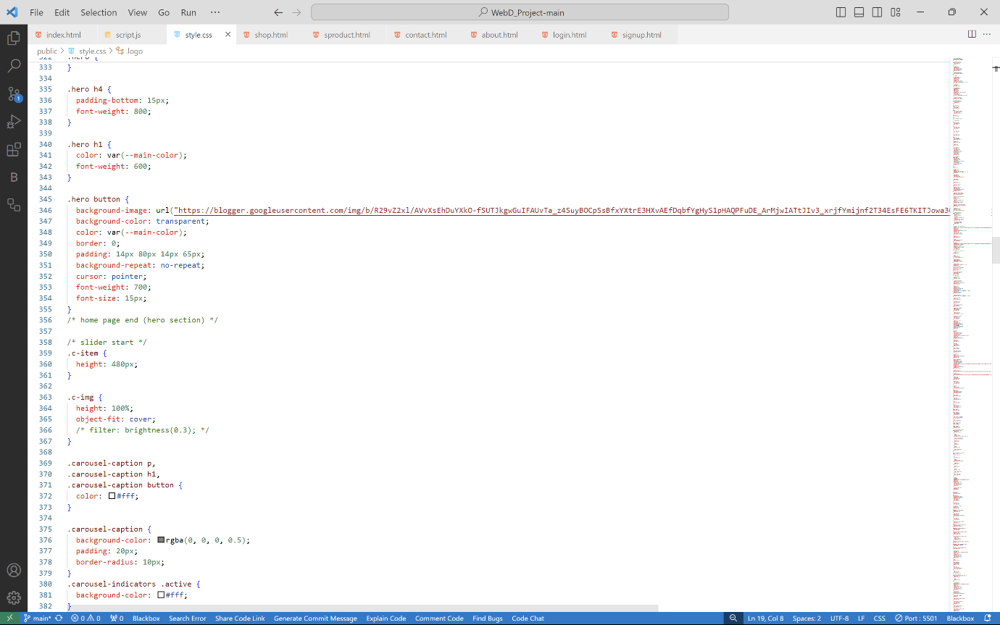 File Edit Selection View Go Run ··· WebD_Project-main
index.html script.js style.css shop.html sproduct.html contact.html about.html login.html signup.html
public > style.css > .logo
322 .hero {
333 }
334
335 .hero h4 {
336 padding-bottom: 15px;
337 font-weight: 800;
338 }
339
340 .hero h1 {
341 color: var(--main-color);
342 font-weight: 600;
343 }
344
345 .hero button {
346 background-image: url("https://blogger.googleusercontent.com/img/b/R29vZ2xl/
347 background-color: transparent;
348 color: var(--main-color);
349 border: 0;
350 padding: 14px 80px 14px 65px;
351 background-repeat: no-repeat;
352 cursor: pointer;
353 font-weight: 700;
354 font-size: 15px;
355 }
356 /* home page end (hero section) */
357
358 /* slider start */
359 .c-item {
360 height: 480px;
361 }
362
363 .c-img {
364 height: 100%;
365 object-fit: cover;
366 /* filter: brightness(0.3); */
367 }
368
369 .carousel-caption p,
370 .carousel-caption h1,
371 .carousel-caption button {
372 color: #fff;
373 }
374
375 .carousel-caption {
376 background-color: rgba(0, 0, 0, 0.5);
377 padding: 20px;
378 border-radius: 10px;
379 }
380 .carousel-indicators .active {
381 background-color: #fff;
382 }
B
1
main* 0 0 0 Blackbox Search Error Share Code Link Generate Commit Message Explain Code Comment Code Find Bugs Code Chat Ln 19, Col 8 Spaces: 2 UTF-8 LF CSS Port : 5501 Blackbox